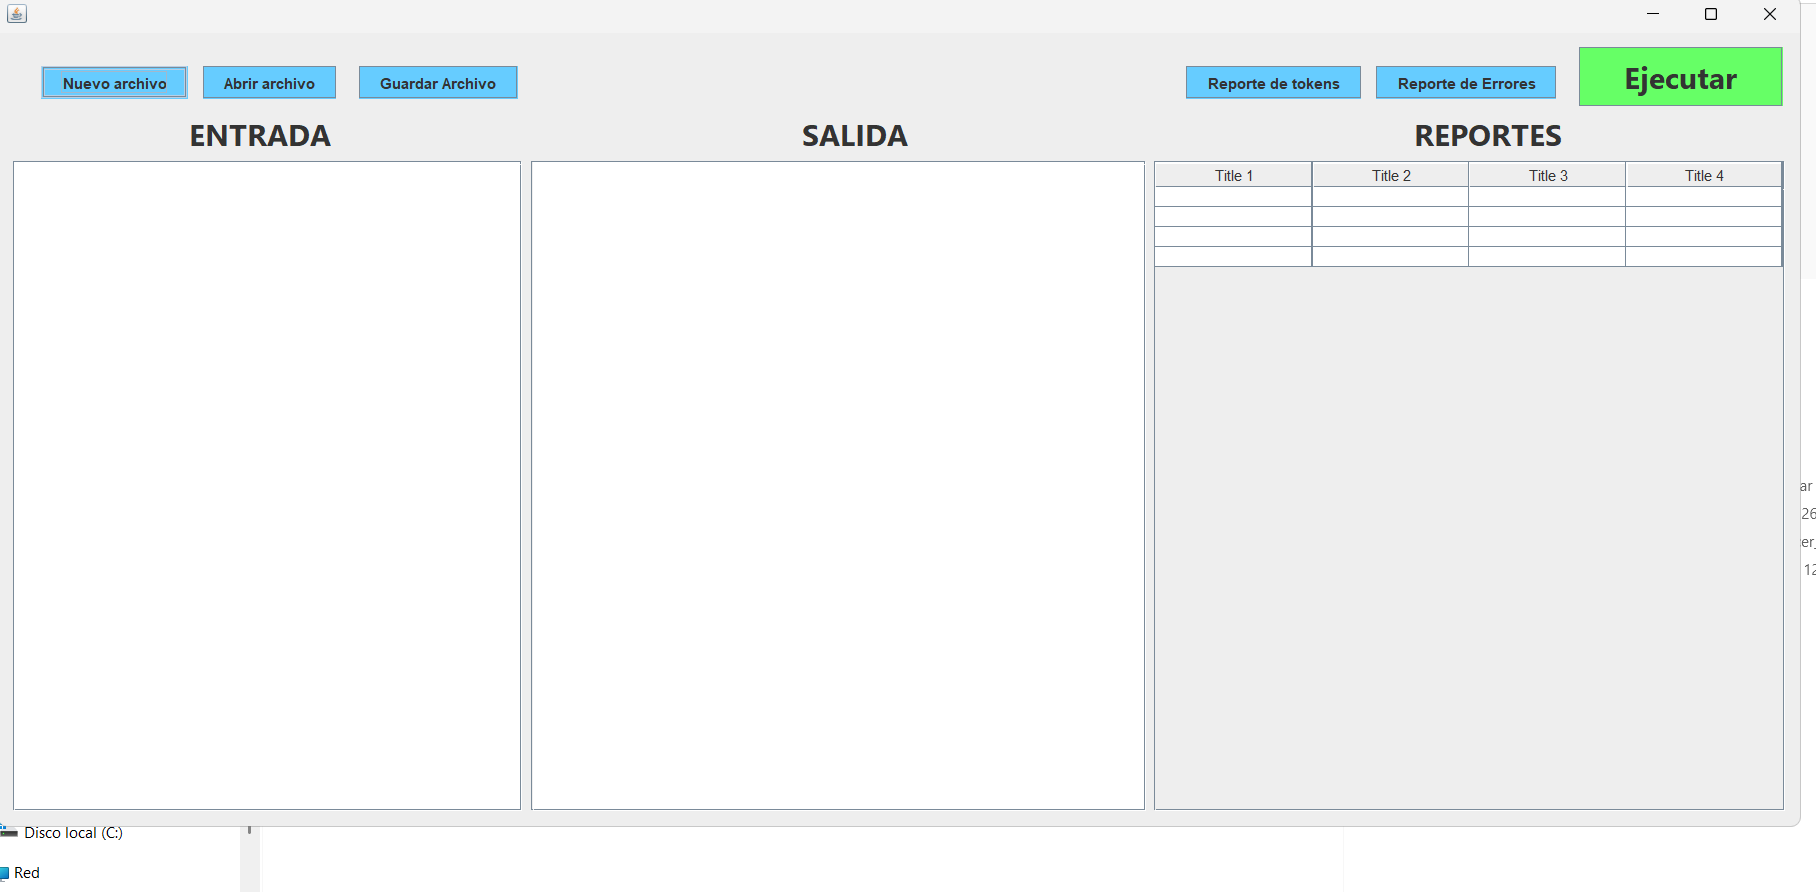 Nuevo archivo
Abrir archivo
Guardar Archivo
Reporte de tokens
Reporte de Errores
Ejecutar
ENTRADA
SALIDA
REPORTES
Title 1
Title 2
Title 3
Title 4
ar
26
er_
12
Disco local (C:)
Red